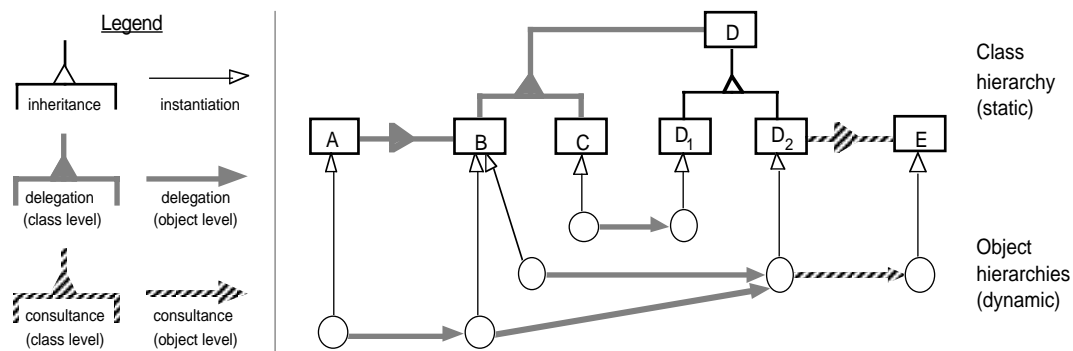 Legend
inheritance
instantiation
delegation
(class level)
delegation
(object level)
consultance
(class level)
consultance
(object level)
D
A
B
C
D1
D2
E
Class
hierarchy
(static)
Object
hierarchies
(dynamic)